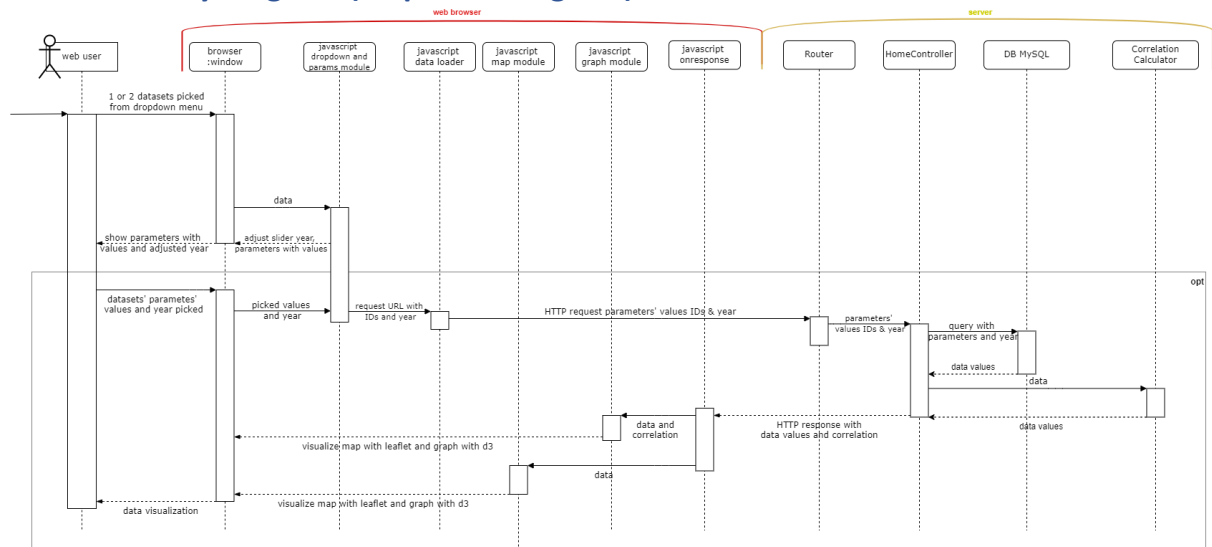 web browser
server
web user
browser
:window
javascript
dropdown and
params module
javascript
data loader
javascript
map module
javascript
graph module
javascript
onresponse
Router
HomeController
DB MySQL
Correlation
Calculator
1 or 2 datasets picked
from dropdown menu
data
show parameters with
values and adjusted year
adjust slider year,
parameters with values
opt
datasets' parametes'
values and year picked
picked values
and year
request URL with
IDs and year
HTTP request parameters' values IDs & year
parameters'
values IDs & year
query with
parameters and year
data values
data
data and
correlation
HTTP response with
data values and correlation
data values
visualize map with leaflet and graph with d3
data
visualize map with leaflet and graph with d3
data visualization